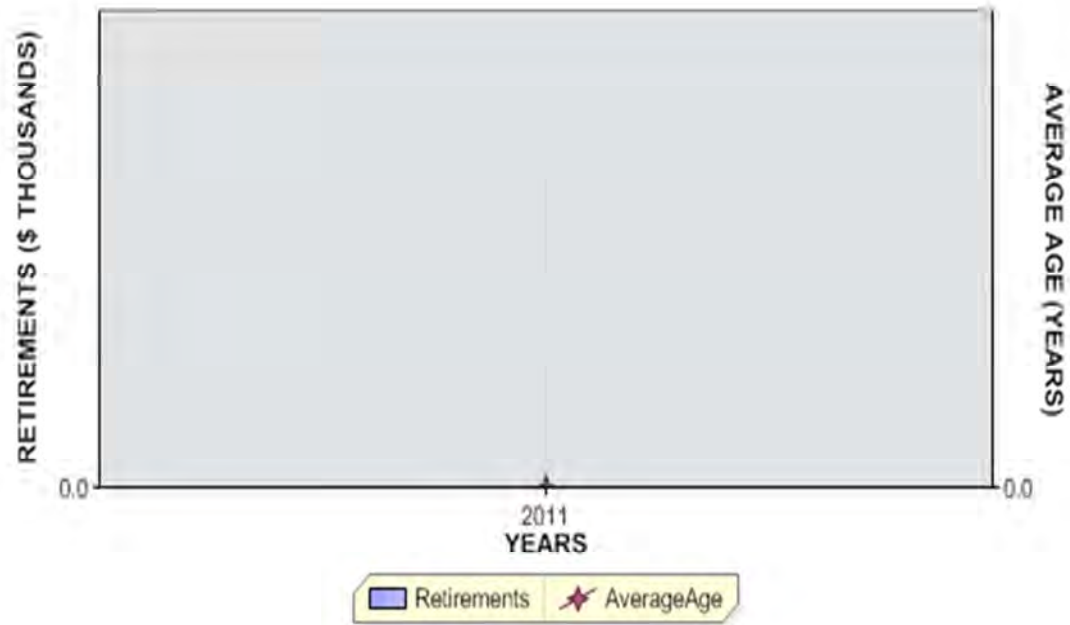 RETIREMENTS ($ THOUSANDS)
AVERAGE AGE (YEARS)
0.0
0.0
2011
YEARS
Retirements
AverageAge